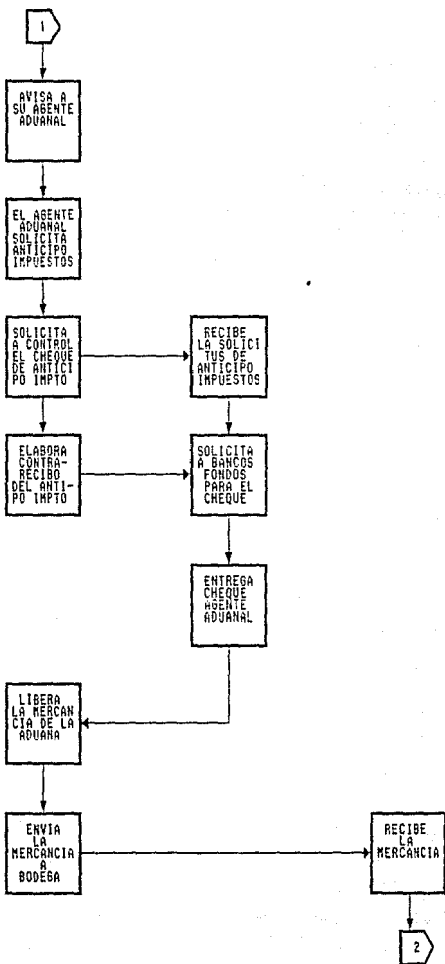 1
AVISA A
SU AGENTE
ADUANAL
EL AGENTE
ADUANAL
SOLICITA
ANTICIPO
IMPUESTOS
SOLICITA
A CONTROL
EL CHEQUE
DE ANTICI
PO IMPTO
RECIBE
LA SOLICI
TUS DE
ANTICIPO
IMPUESTOS
ELABORA
CONTRA-
RECIBO
DEL ANTI-
PO IMPTO
SOLICITA
A BANCOS
FONDOS
PARA EL
CHEQUE
ENTREGA
CHEQUE
AGENTE
ADUANAL
LIBERA
LA MERCAN
CIA DE LA
ADUANA
ENVIA
LA
MERCANCIA
A
BODEGA
RECIBE
LA
MERCANCIA
2